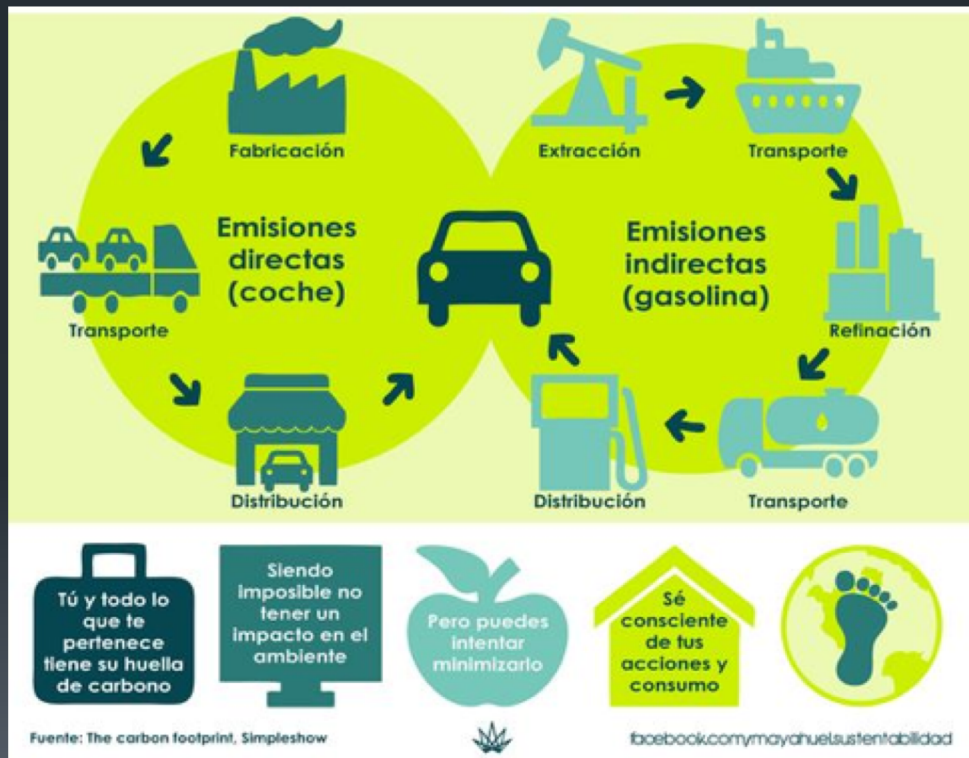 Fabricación
Extracción
Transporte
Emisiones
directas
(coche)
Emisiones
indirectas
(gasolina)
Transporte
Refinación
Distribución
Distribución
Transporte
Tú y todo lo
que te
pertenece
tiene su huella
de carbono
Siendo
imposible no
tener un
impacto en el
ambiente
Pero puedes
intentar
minimizarlo
Sé
consciente
de tus
acciones y
consumo
Fuente: The carbon footprint, Simpleshow
facebook.com/mayahuelsustentabilidad